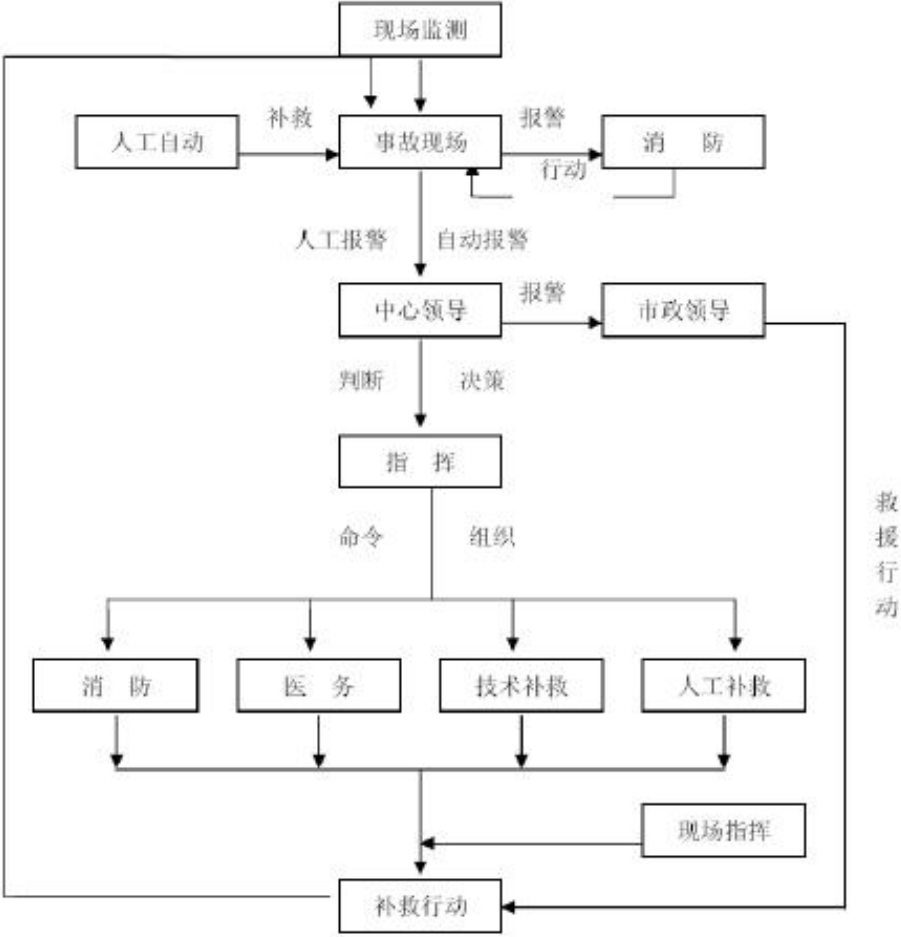 现场监测
补救
报警
人工自动
事故现场
消 防
行动
人工报警
自动报警
中心领导
报警
市政领导
判断
决策
指 挥
命令
组织
救
援
行
动
消 防
医 务
技术补救
人工补救
现场指挥
补救行动